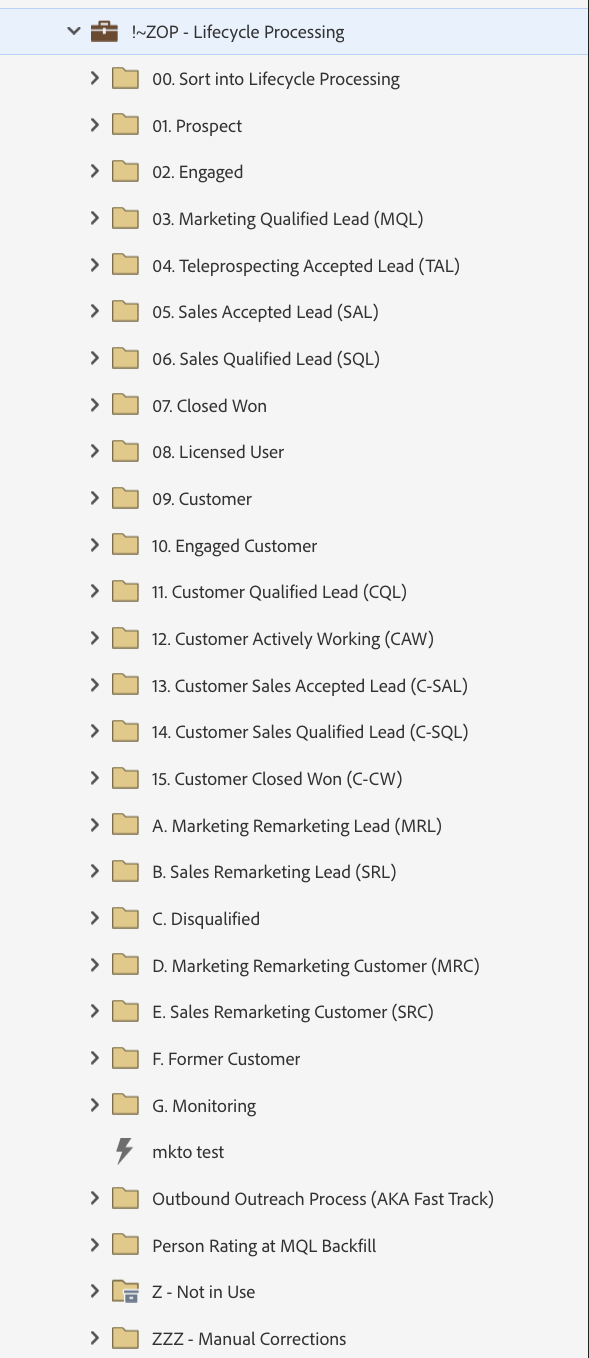 !~ZOP - Lifecycle Processing
00. Sort into Lifecycle Processing
01. Prospect
02. Engaged
03. Marketing Qualified Lead (MQL)
04. Teleprospecting Accepted Lead (TAL)
05. Sales Accepted Lead (SAL)
06. Sales Qualified Lead (SQL)
07. Closed Won
08. Licensed User
09. Customer
10. Engaged Customer
11. Customer Qualified Lead (CQL)
12. Customer Actively Working (CAW)
13. Customer Sales Accepted Lead (C-SAL)
14. Customer Sales Qualified Lead (C-SQL)
15. Customer Closed Won (C-CW)
A. Marketing Remarketing Lead (MRL)
B. Sales Remarketing Lead (SRL)
C. Disqualified
D. Marketing Remarketing Customer (MRC)
E. Sales Remarketing Customer (SRC)
F. Former Customer
G. Monitoring
mkto test
Outbound Outreach Process (AKA Fast Track)
Person Rating at MQL Backfill
Z - Not in Use
ZZZ - Manual Corrections